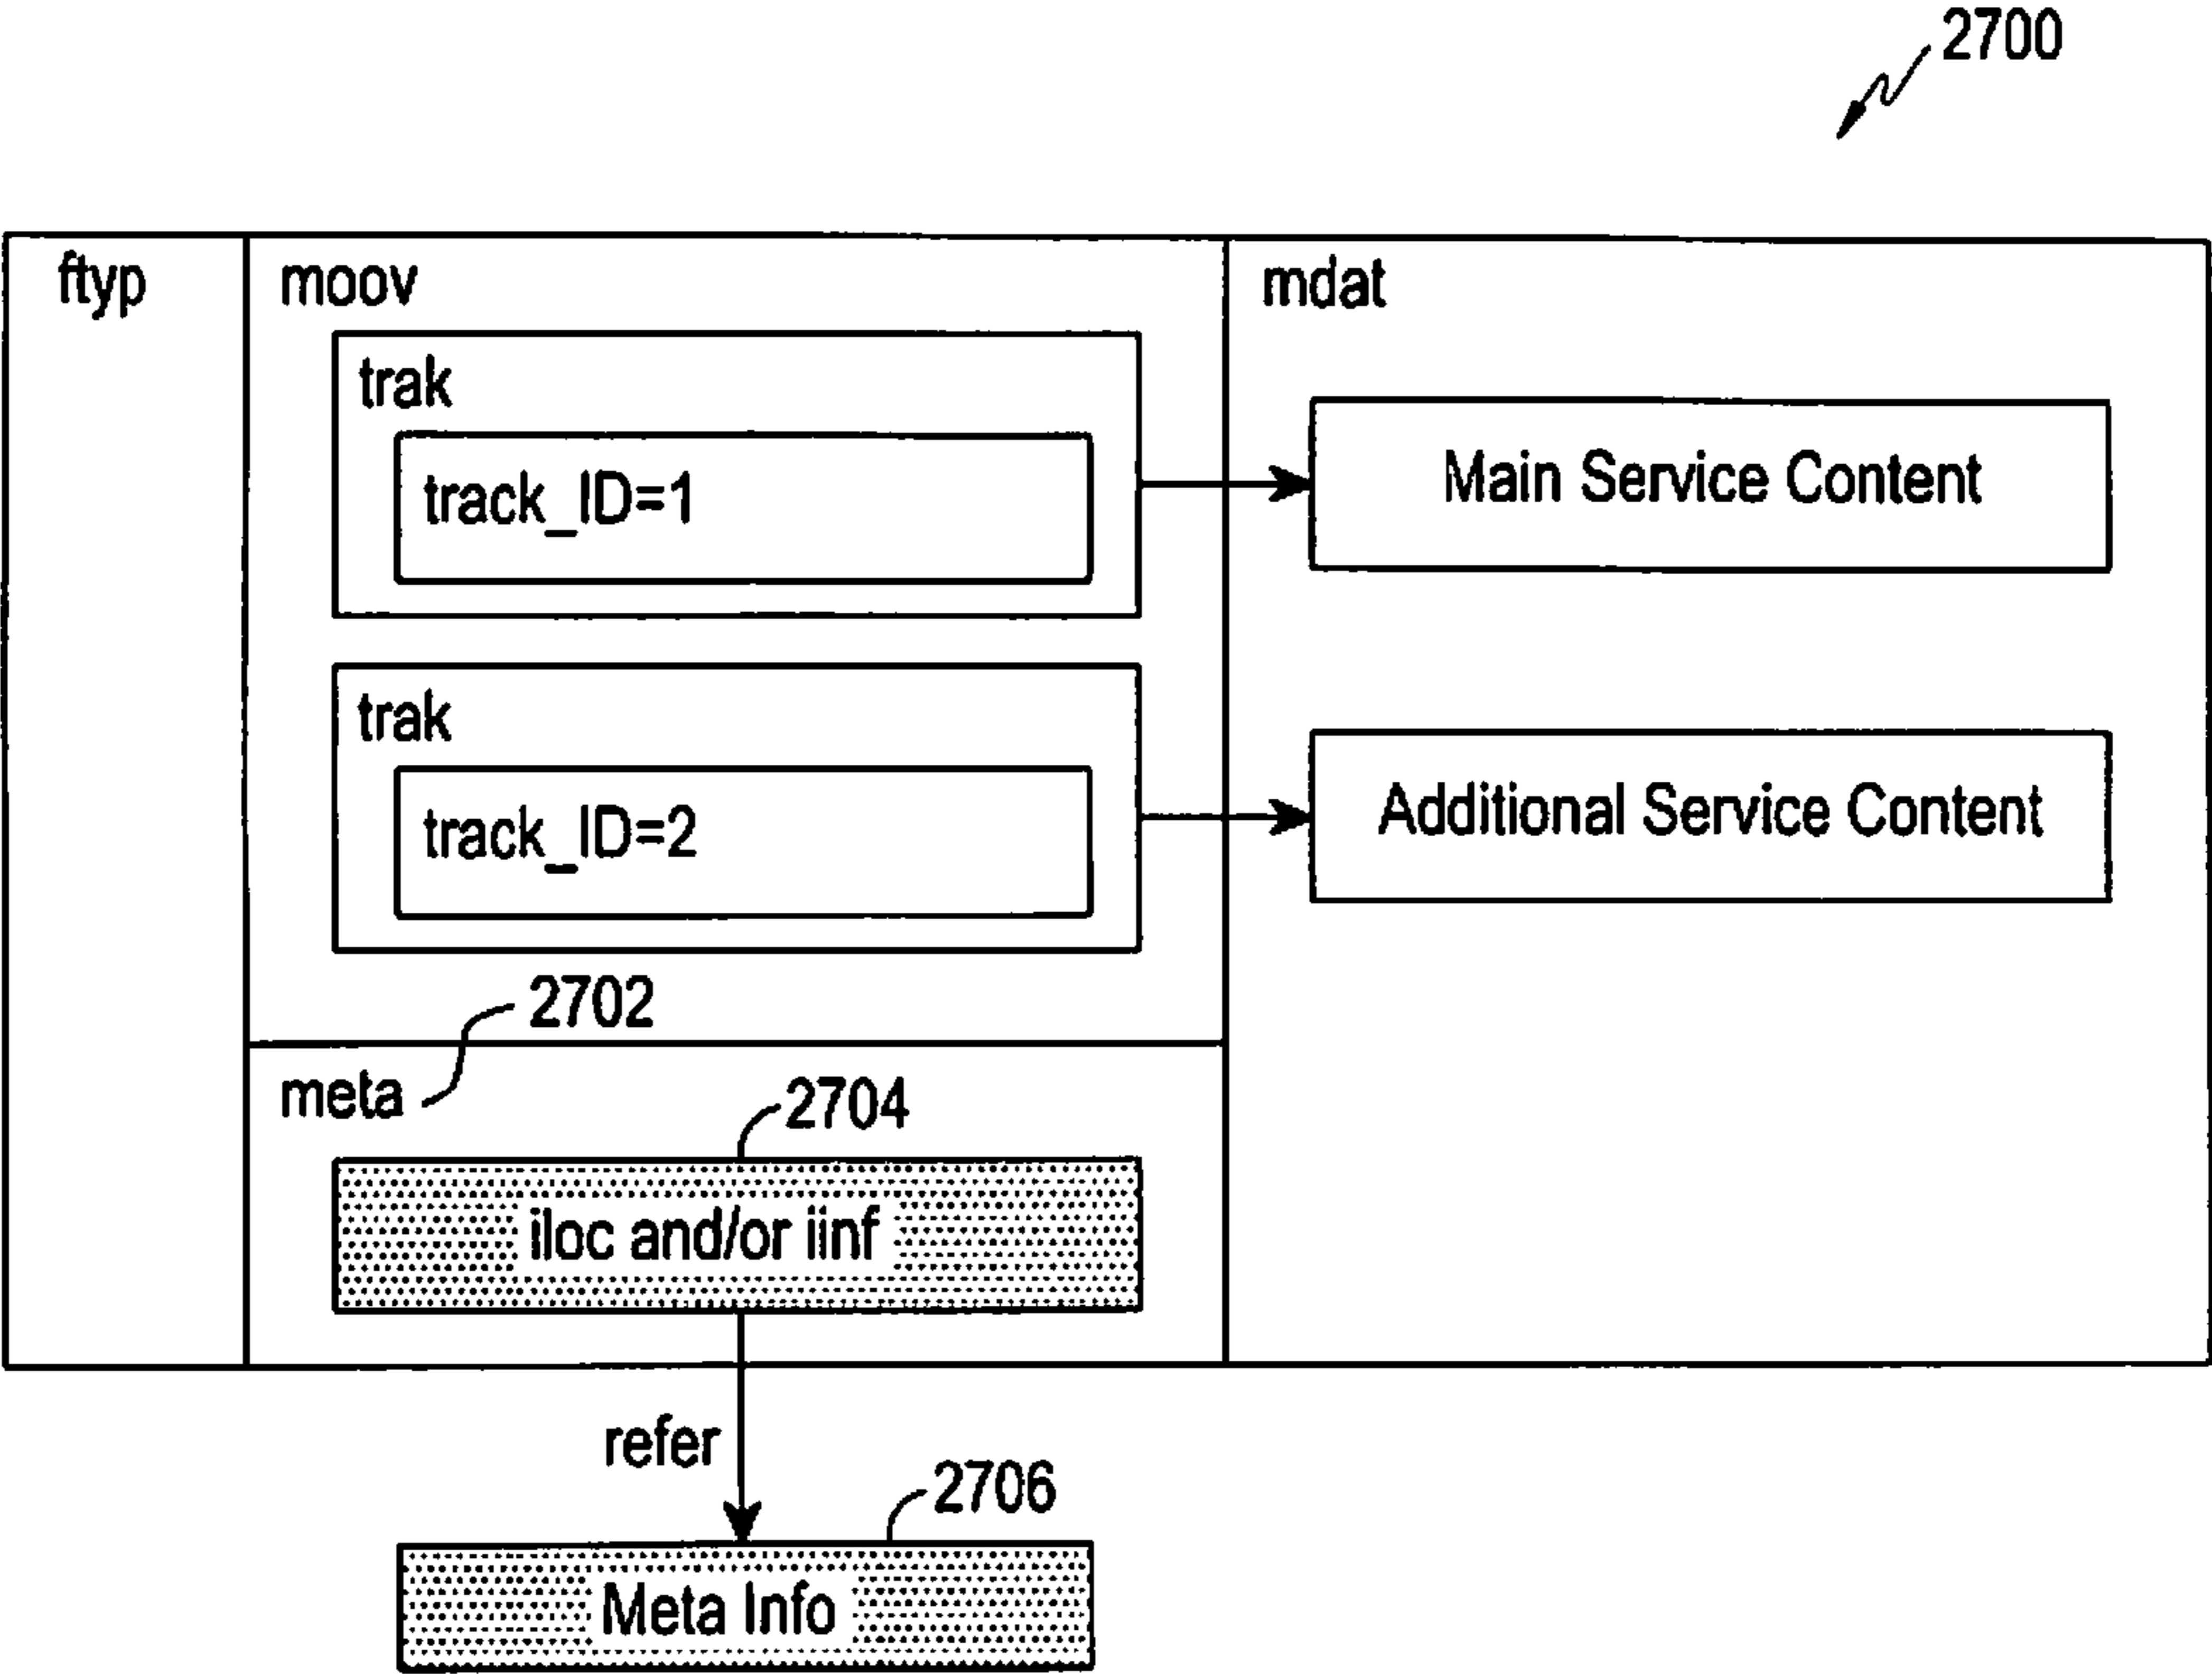 2700
ftyp
moov
mdat
trak
track_ID=1
Main Service Content
trak
track_ID=2
Additional Service Content
2702
meta
2704
iloc and/or iinf
refer
2706
Meta Info